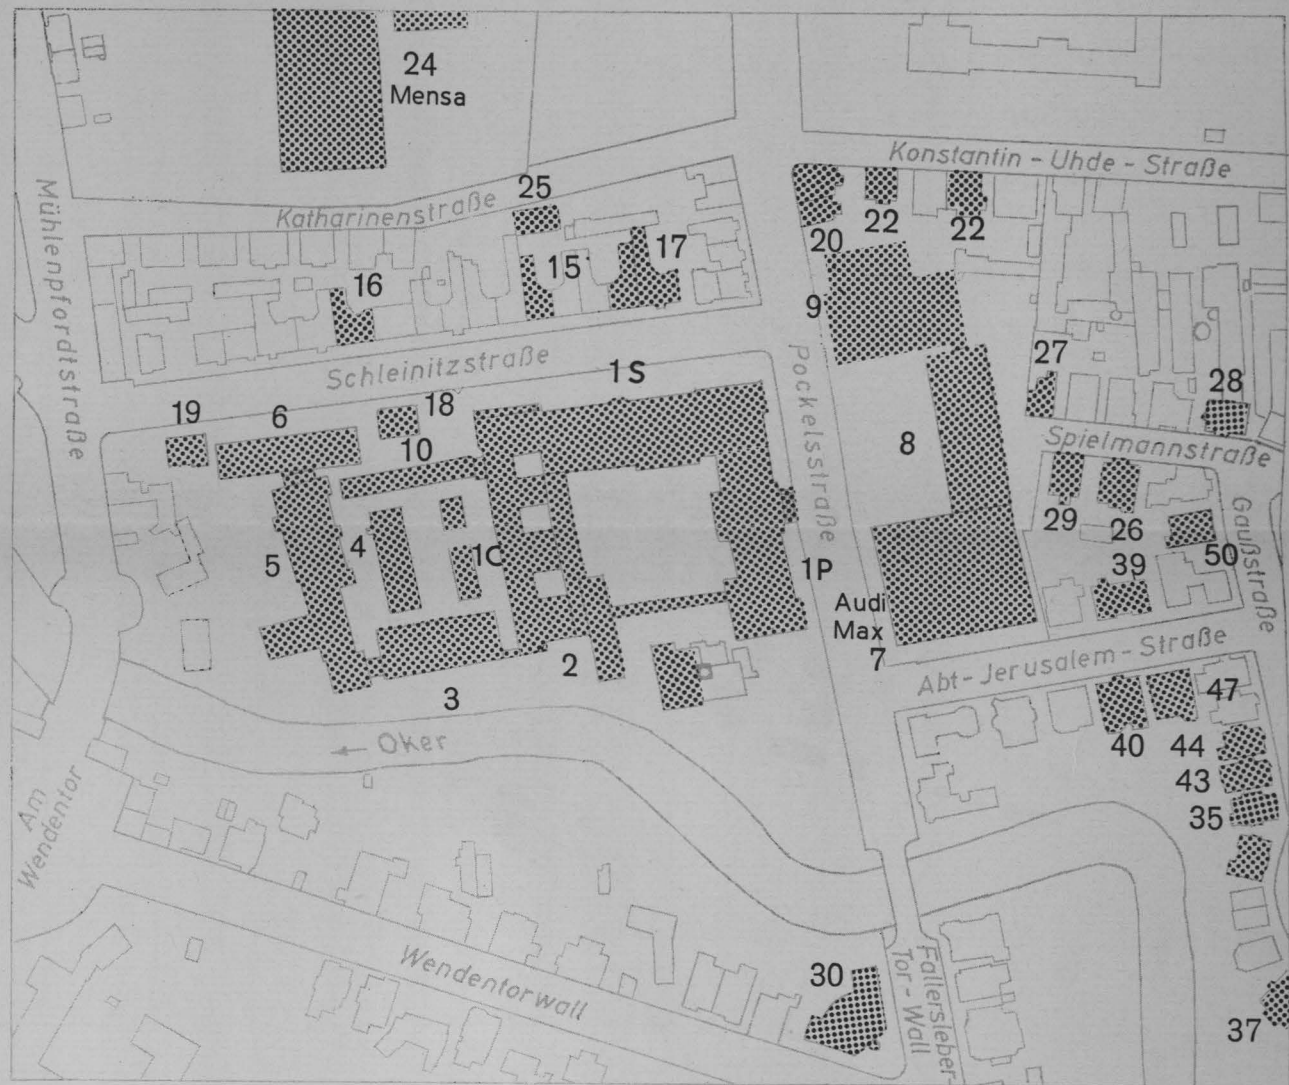 24
Mensa
Konstantin-Uhde-Straße
Mühlenpfordtstraße
Katharinenstraße
25
20
22
22
17
15
16
9
Schleinitzstraße
1S
Pockelsstraße
27
28
19
6
18
10
8
Spielmannstraße
29
26
Gaußstraße
50
5
4
1C
1P
39
Audi
Max
7
2
3
Abt-Jerusalem-Straße
47
40
44
43
35
← Oker
Am
Wendentor
Wendentorwall
30
Fallersleber-
Tor-Wall
37